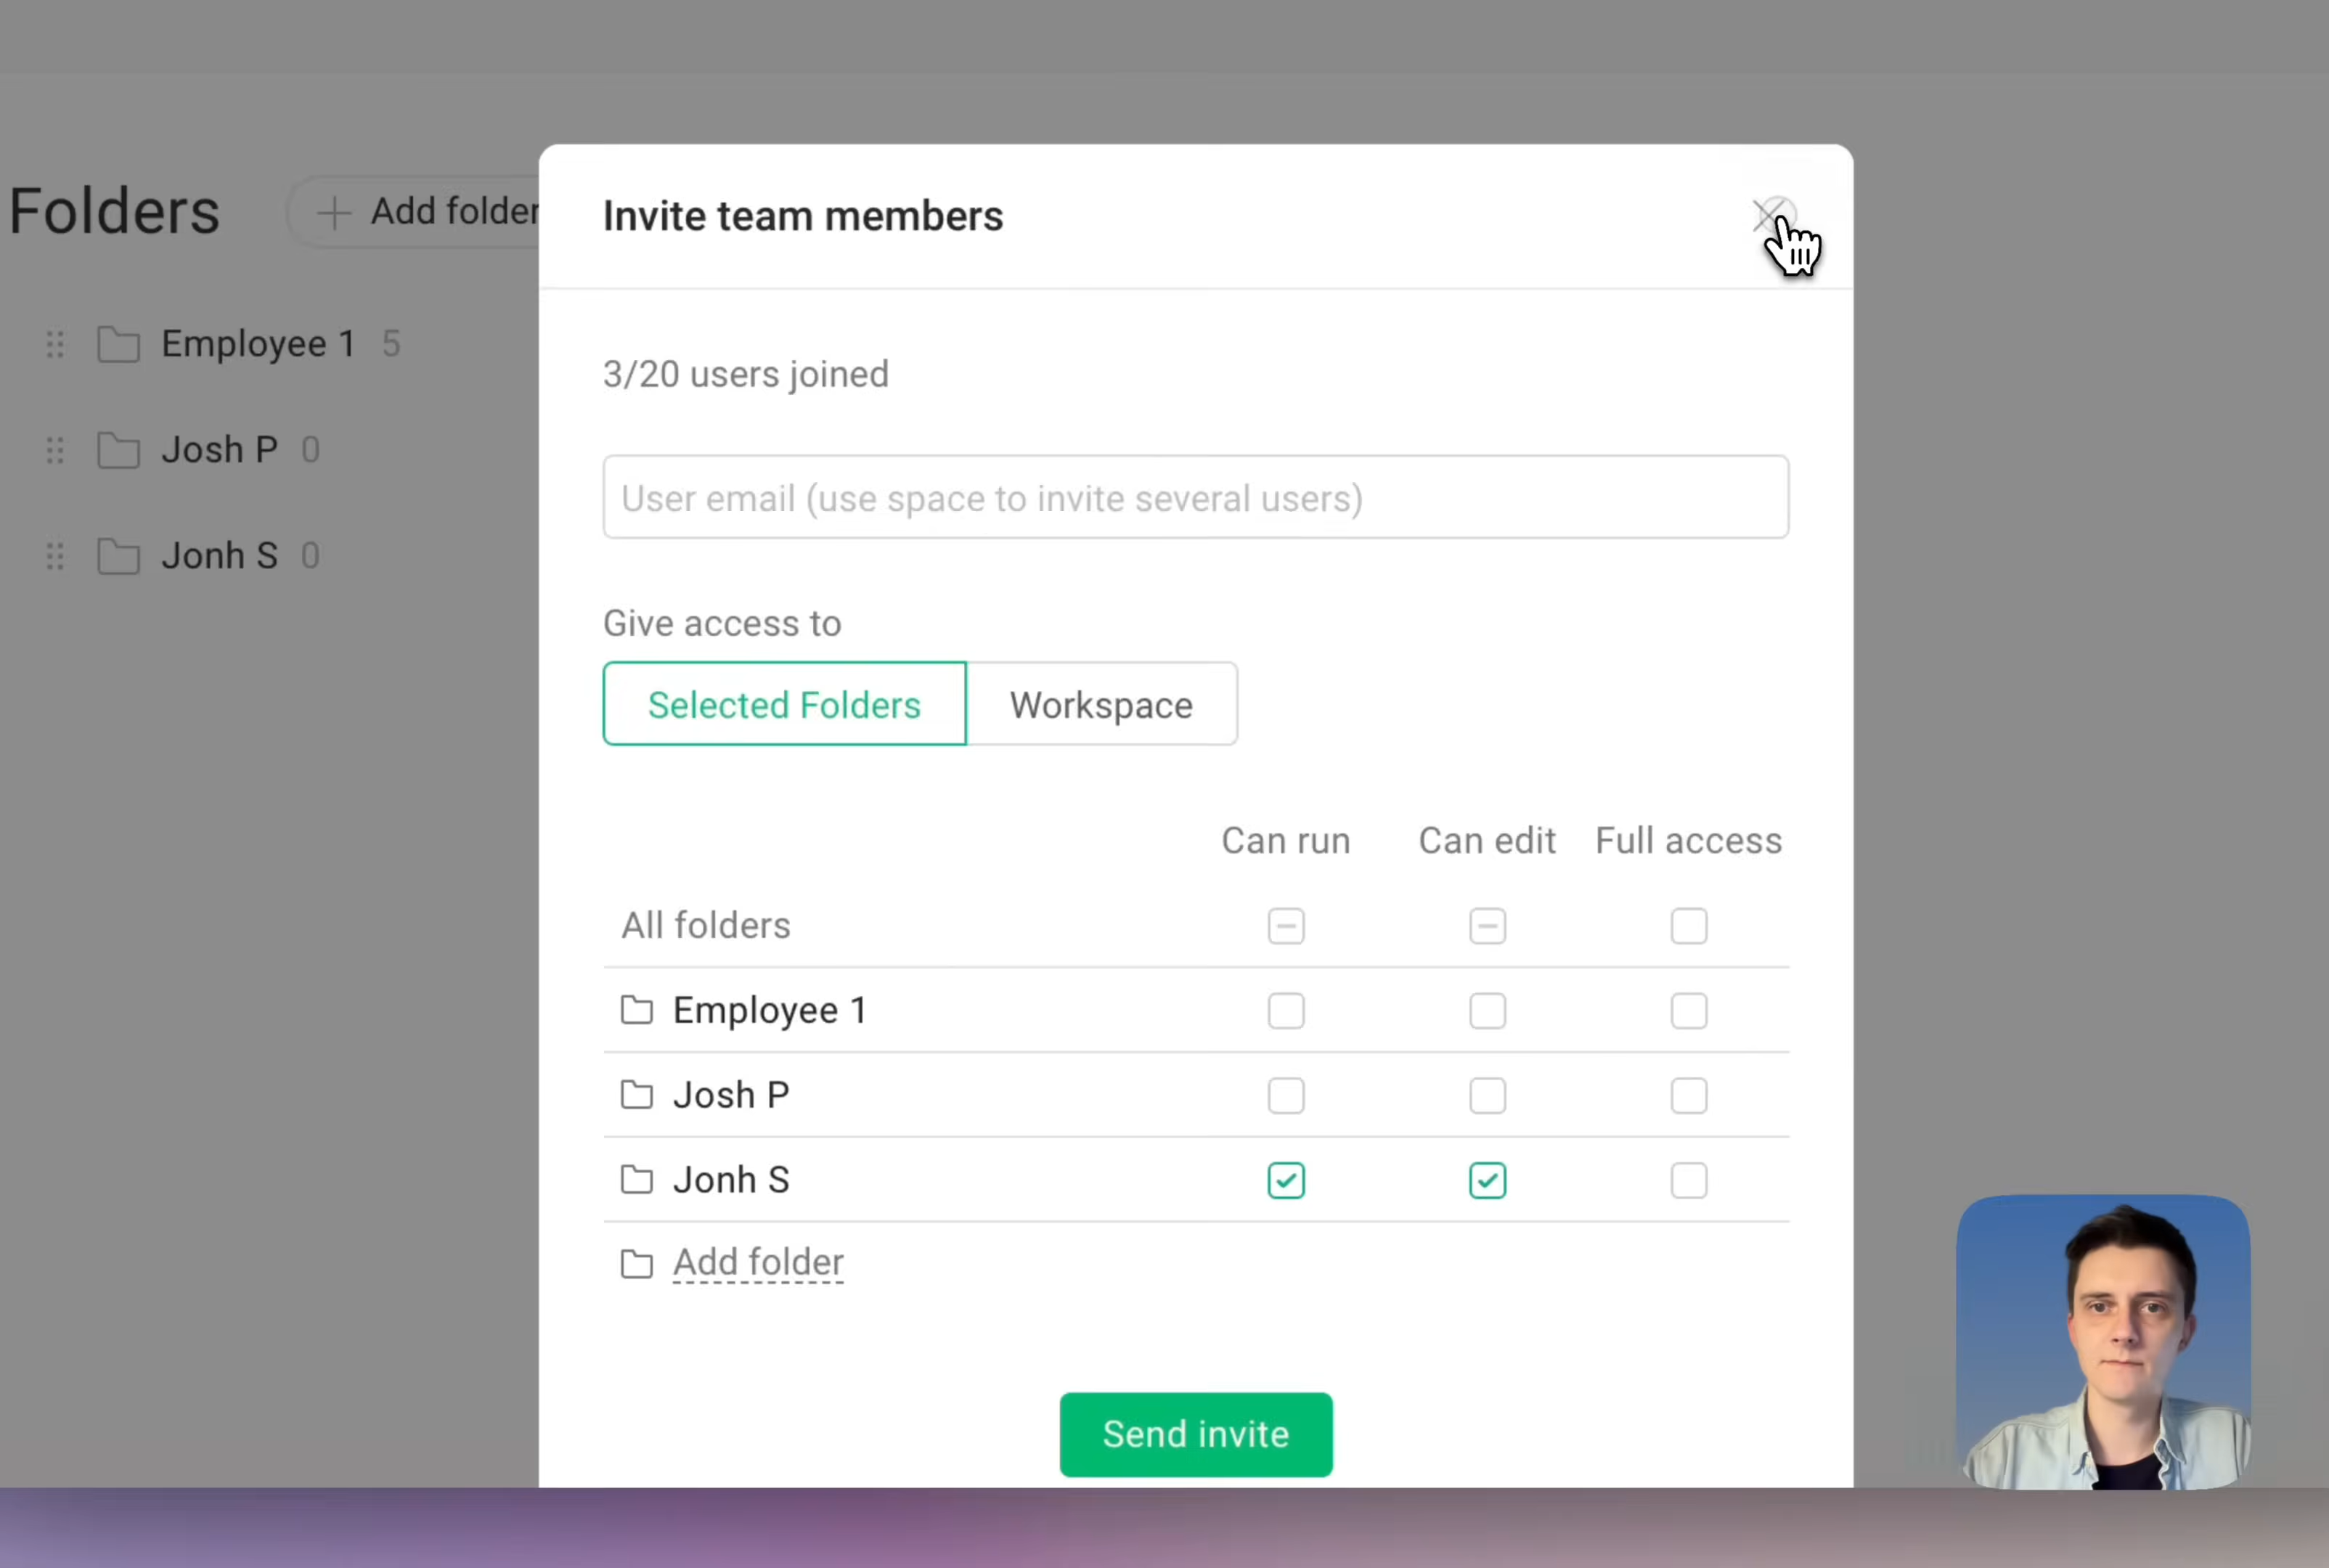 Folders
Add folder
Employee 1 5
Josh P 0
Jonh S 0
Invite team members
3/20 users joined
User email (use space to invite several users)
Give access to
Selected Folders
Workspace
Can run Can edit Full access
All folders
Employee 1
Josh P
Jonh S
Add folder
Send invite